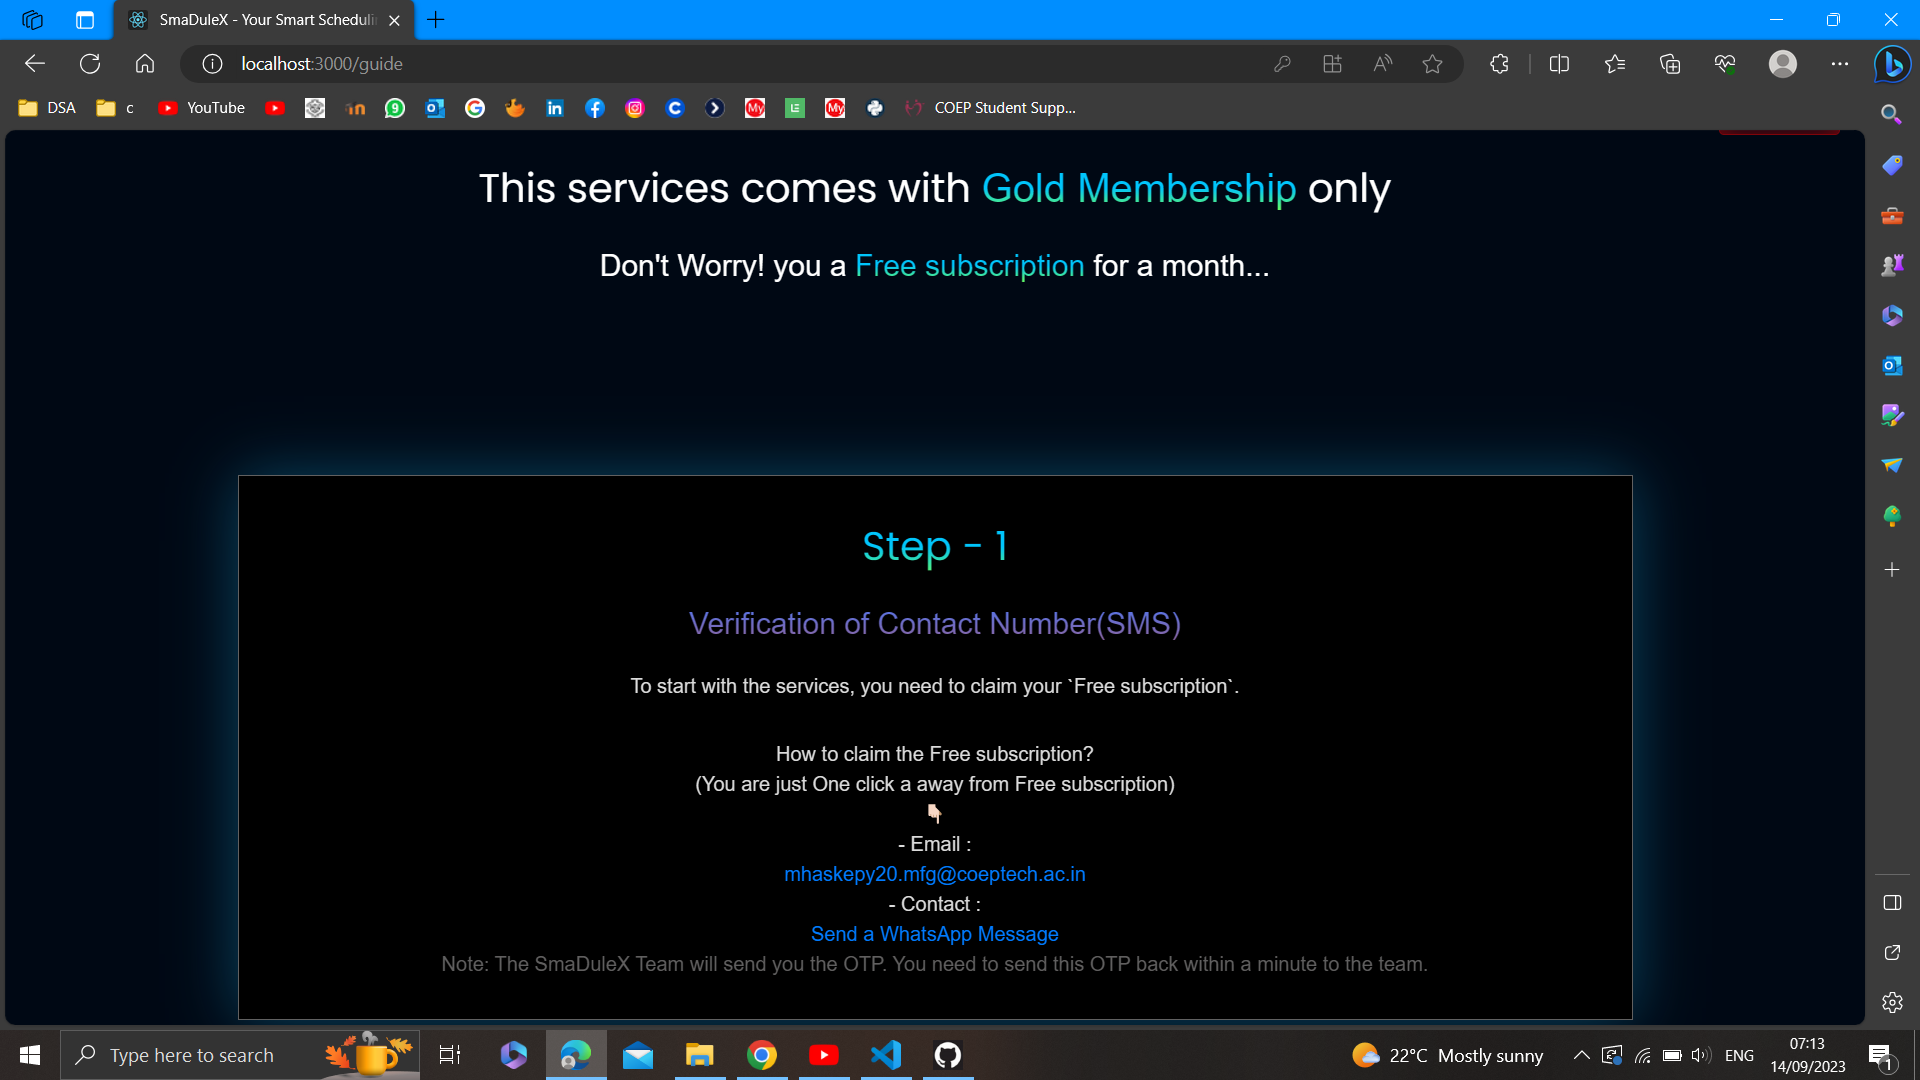 SmaDuleX - Your Smart Scheduli
localhost:3000/guide
DSA
c
YouTube
COEP Student Supp...
This services comes with Gold Membership only
Don't Worry! you a Free subscription for a month...
Step - 1
Verification of Contact Number(SMS)
To start with the services, you need to claim your `Free subscription`.
How to claim the Free subscription?
(You are just One click a away from Free subscription)
- Email :
mhaskepy20.mfg@coeptech.ac.in
- Contact :
Send a WhatsApp Message
Note: The SmaDuleX Team will send you the OTP. You need to send this OTP back within a minute to the team.
Type here to search
22°C Mostly sunny
ENG
07:13
14/09/2023
1